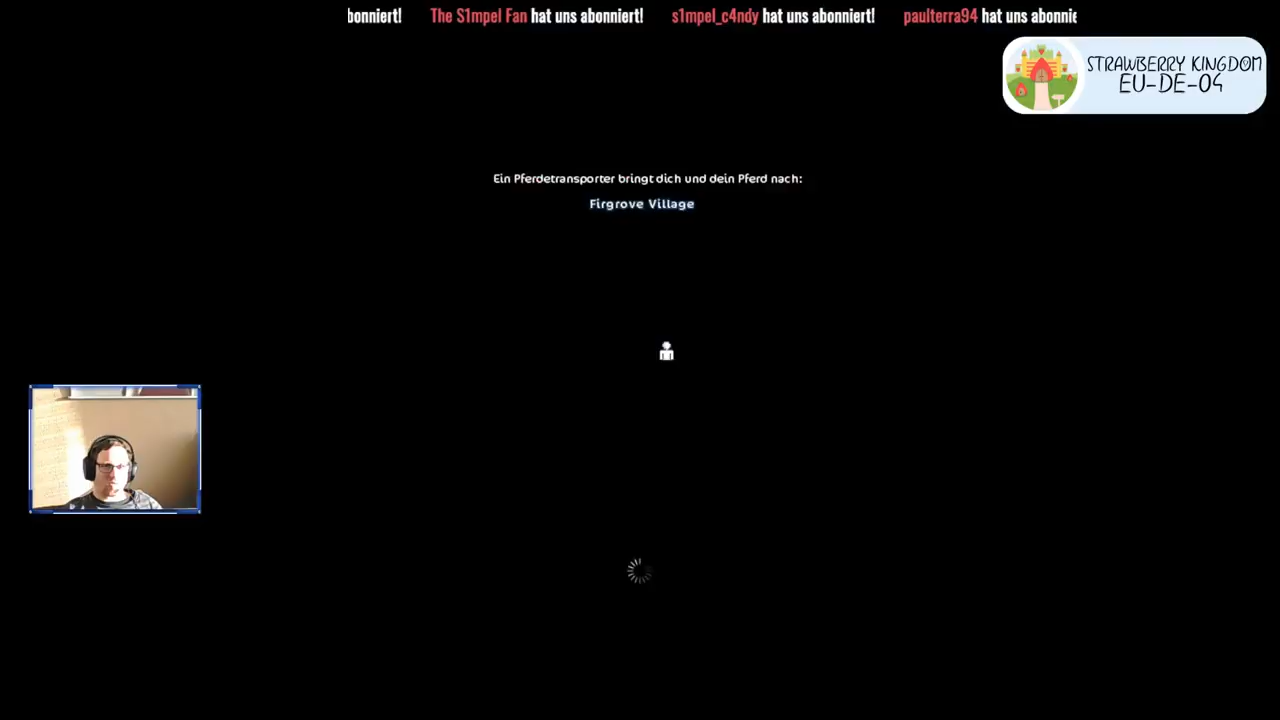 bonniert! The S1mpel Fan hat uns abonniert! s1mpel_c4ndy hat uns abonniert! paulterra94 hat uns abonnie
STRAWBERRY KINGDOM
EU-DE-04
Ein Pferdetransporter bringt dich und dein Pferd nach:
Firgrove Village